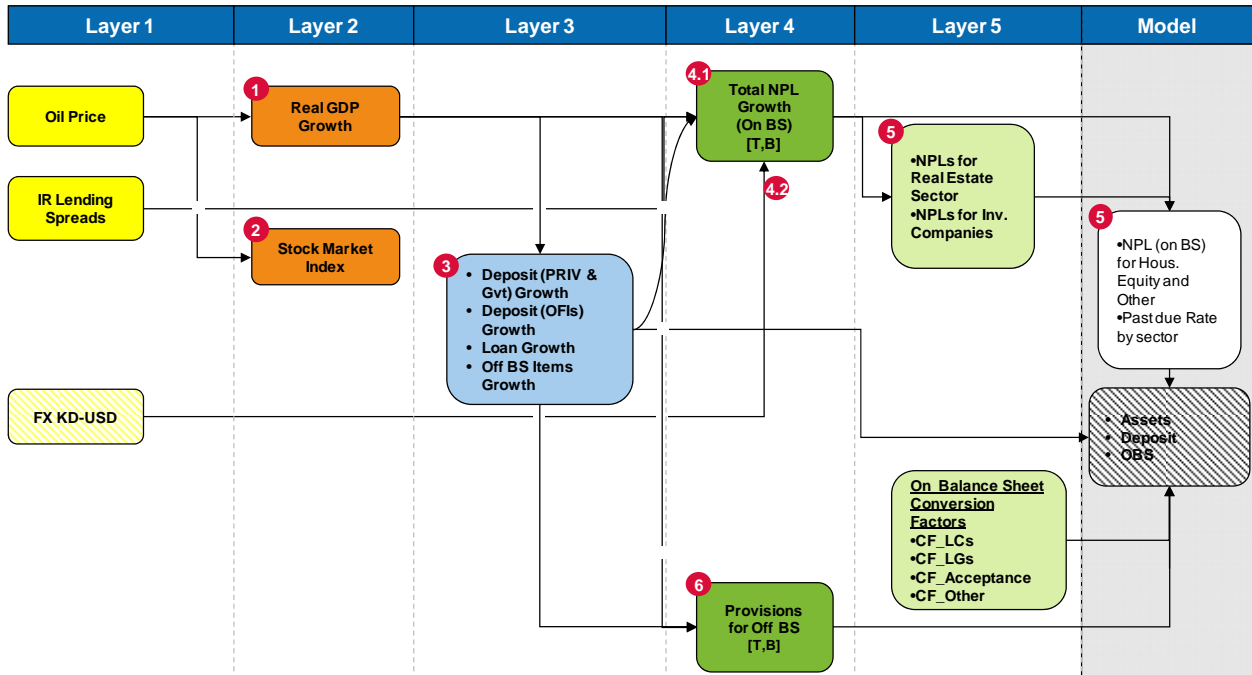 Layer 1
Layer 2
Layer 3
Layer 4
Layer 5
Model
Oil Price
IR Lending
Spreads
FX KD-USD
1
Real GDP
Growth
2
Stock Market
Index
3
• Deposit (PRIV &
Gvt) Growth
• Deposit (OFIs)
Growth
• Loan Growth
• Off BS Items
Growth
4.1
Total NPL
Growth
(On BS)
[T,B]
4.2
6
Provisions
for Off BS
[T,B]
5
•NPLs for
Real Estate
Sector
•NPLs for Inv.
Companies
On Balance Sheet
Conversion
Factors
•CF_LCs
•CF_LGs
•CF_Acceptance
•CF_Other
5
•NPL (on BS)
for Hous.
Equity and
Other
•Past due Rate
by sector
• Assets
• Deposit
• OBS